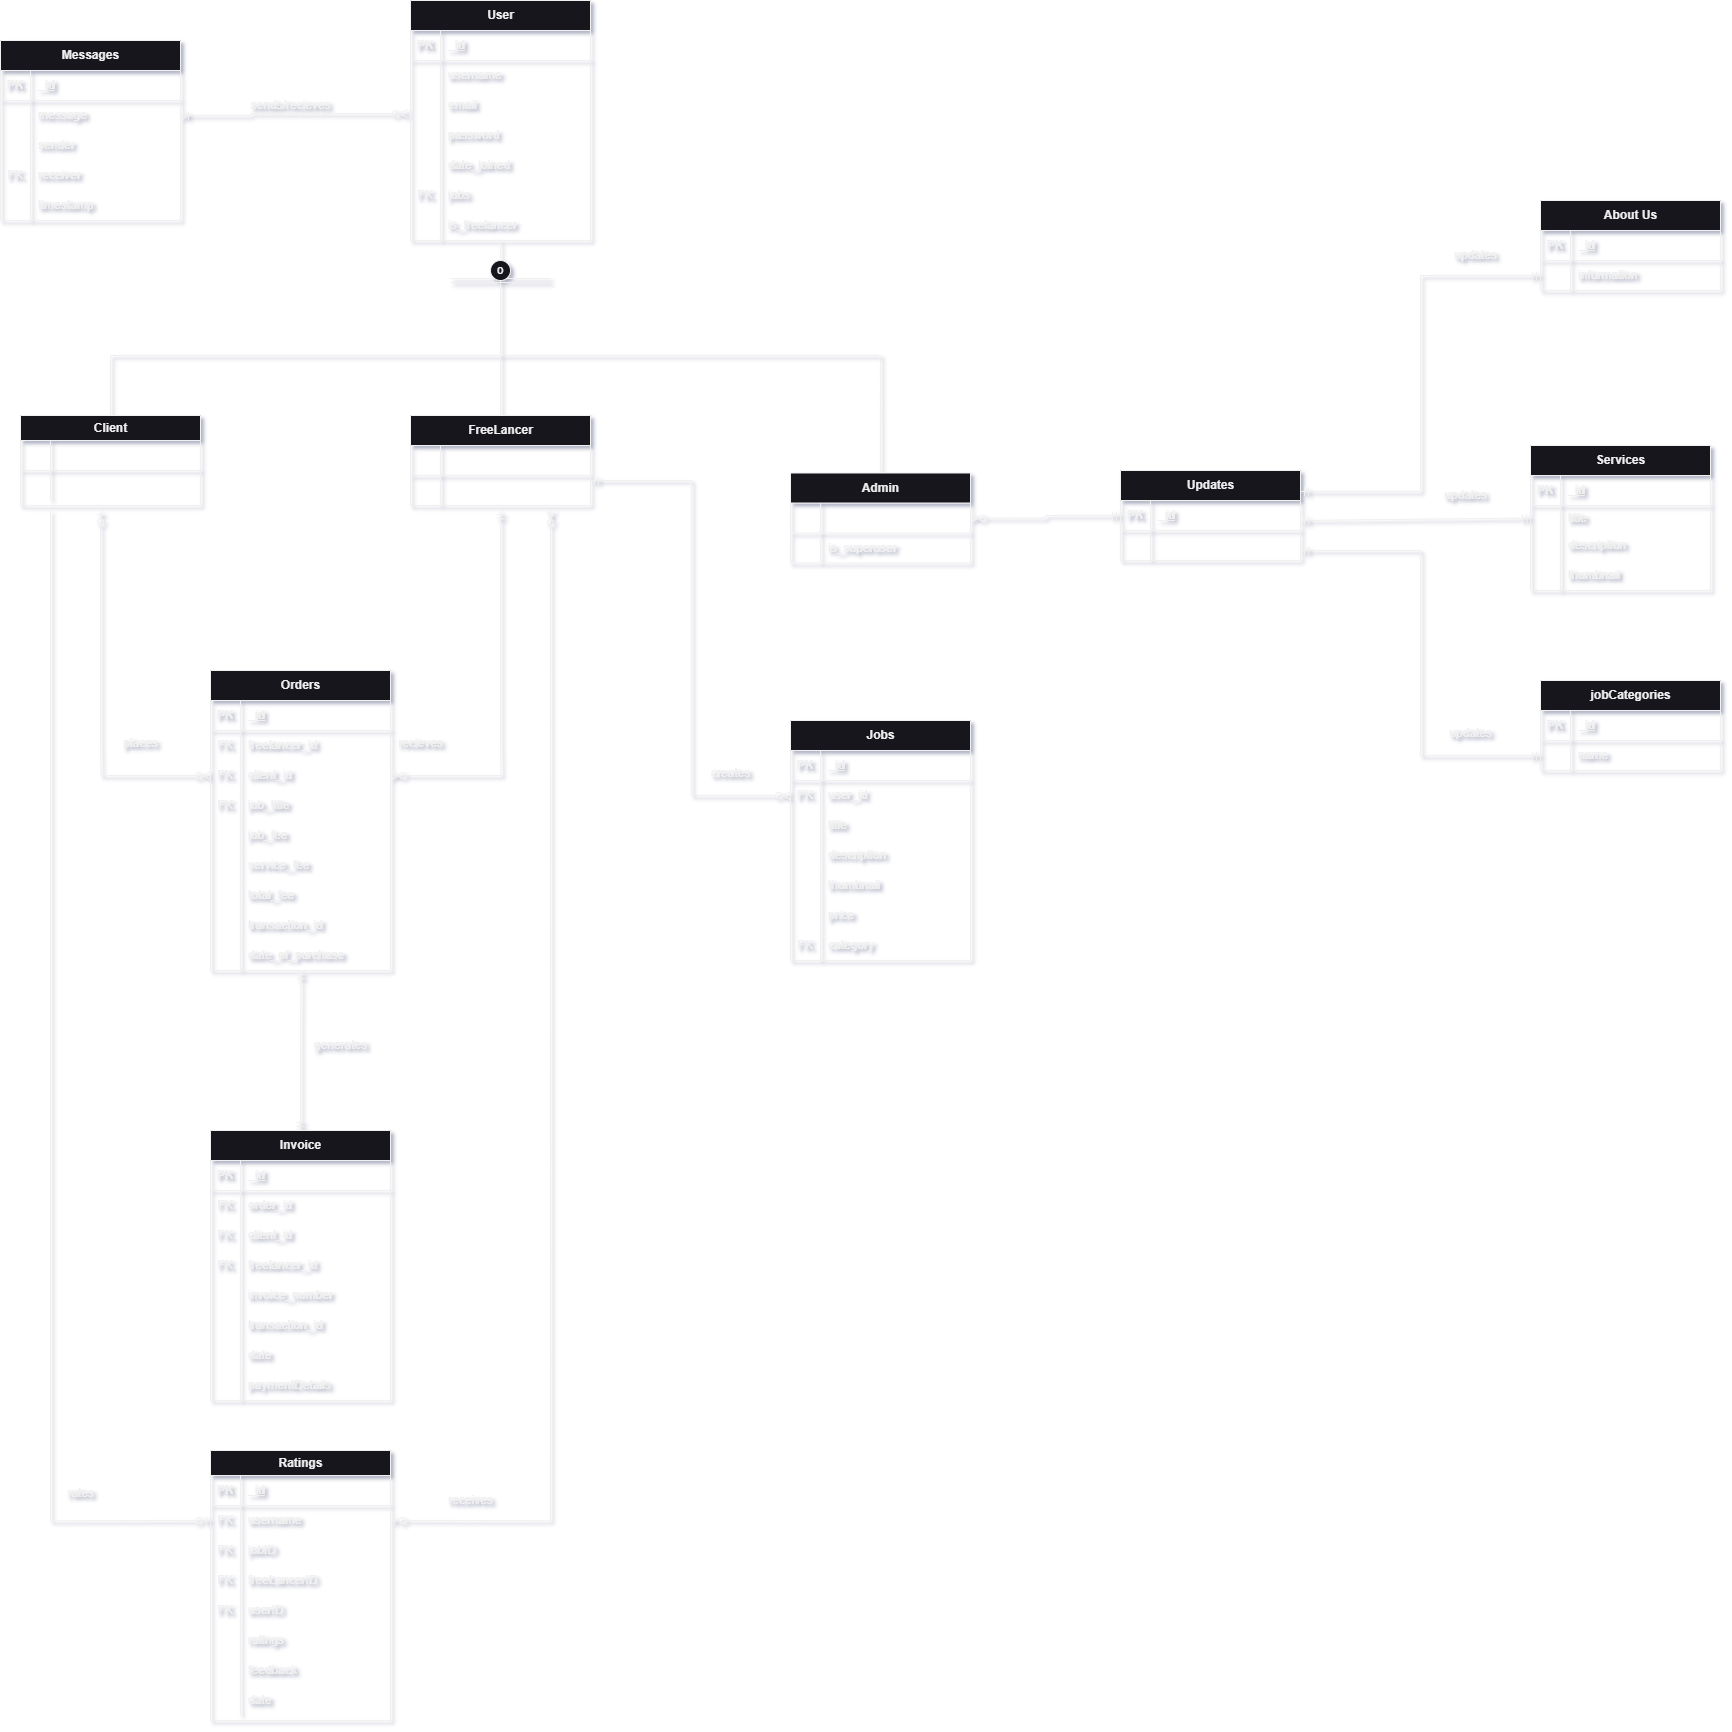 User
PK _id
username
email
password
date_joined
FK jobs
is_freelancer
Messages
PK _id
message
sender
FK receiver
timestamp
sends/receives
o
About Us
PK _id
information
updates
Client
FreeLancer
Admin
is_superuser
Updates
PK _id
Services
PK _id
title
description
thumbnail
updates
Orders
PK _id
FK freelancer_id
FK client_id
FK job_title
job_fee
service_fee
total_fee
transaction_id
date_of_purchase
places
recieves
Jobs
PK _id
FK user_id
title
description
thumbnail
price
FK category
creates
jobCategories
PK _id
name
updates
generates
Invoice
PK _id
FK order_id
FK client_id
FK freelancer_id
invoice_number
transaction_id
date
paymentDetails
Ratings
PK _id
FK username
FK jobID
FK freeLancerID
FK userID
ratings
feedback
date
rates
receives